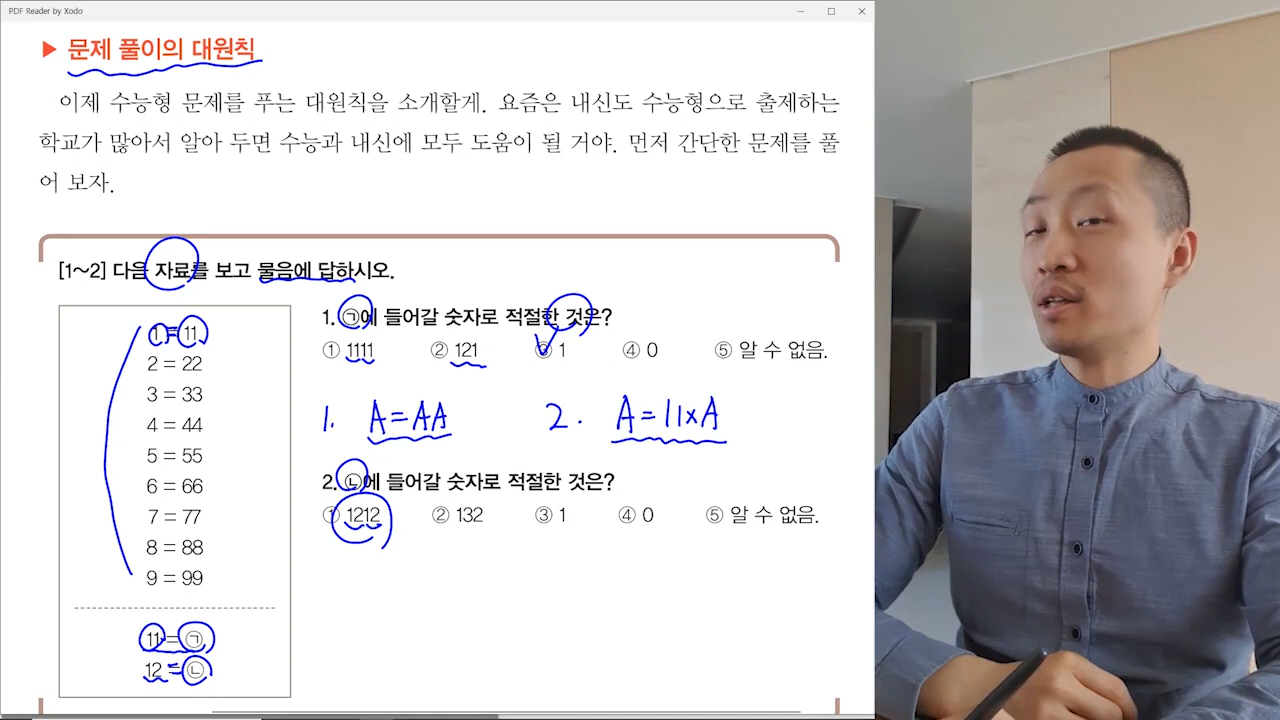 PDF Reader by Xodo
▶ 문제 풀이의 대원칙
이제 수능형 문제를 푸는 대원칙을 소개할게. 요즘은 내신도 수능형으로 출제하는
학교가 많아서 알아 두면 수능과 내신에 모두 도움이 될 거야. 먼저 간단한 문제를 풀
어 보자.
[1~2] 다음 자료를 보고 물음에 답하시오.
1 = 11
2 = 22
3 = 33
4 = 44
5 = 55
6 = 66
7 = 77
8 = 88
9 = 99
11 = ㉠
12 = ㉡
1. ㉠에 들어갈 숫자로 적절한 것은?
① 1111 ② 121 ③ 1 ④ 0 ⑤ 알 수 없음.
1. A=AA 2. A=11×A
2. ㉡에 들어갈 숫자로 적절한 것은?
① 1212 ② 132 ③ 1 ④ 0 ⑤ 알 수 없음.